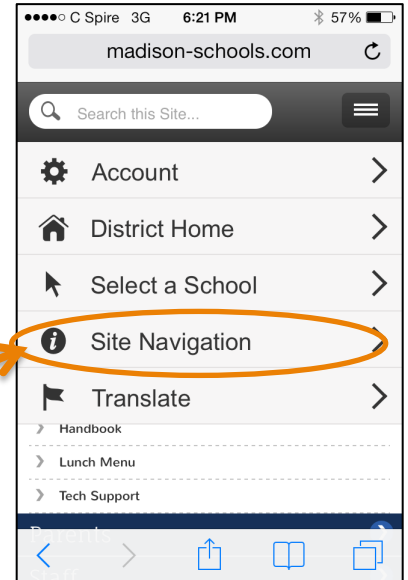 C Spire 3G 6:21 PM 57%
madison-schools.com
Search this Site...
Account
District Home
Select a School
Site Navigation
Translate
Handbook
Lunch Menu
Tech Support
Parents
Staff